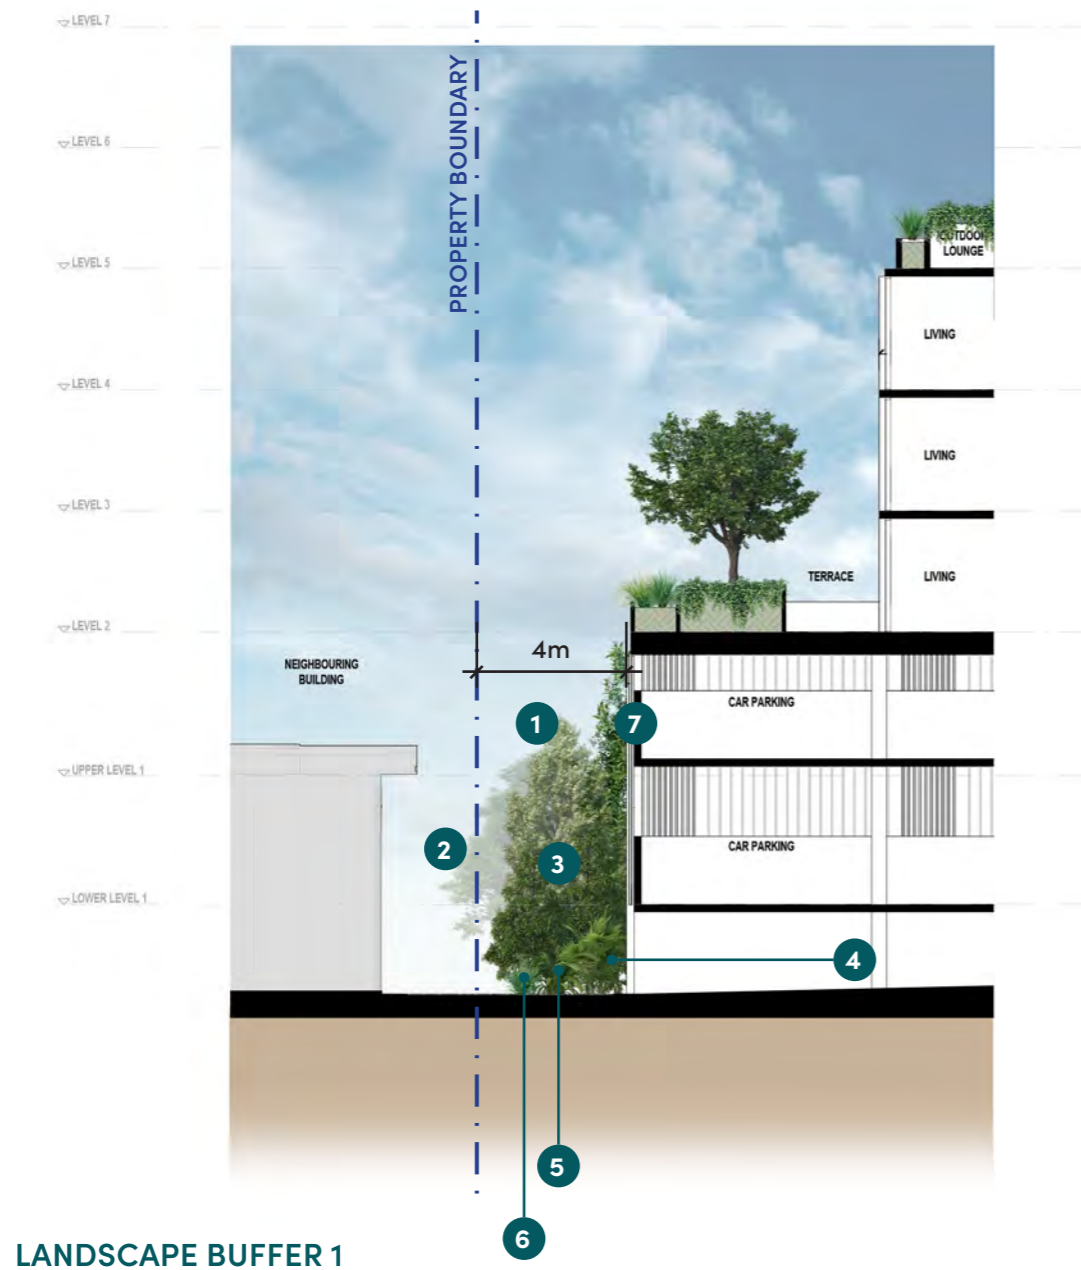 LEVEL 7
PROPERTY BOUNDARY
LEVEL 6
OUTDOOR
LOUNGE
LEVEL 5
LIVING
LEVEL 4
LIVING
LEVEL 3
TERRACE
LIVING
LEVEL 2
4m
NEIGHBOURING
BUILDING
CAR PARKING
1
7
UPPER LEVEL 1
2
3
CAR PARKING
LOWER LEVEL 1
4
5
6
LANDSCAPE BUFFER 1